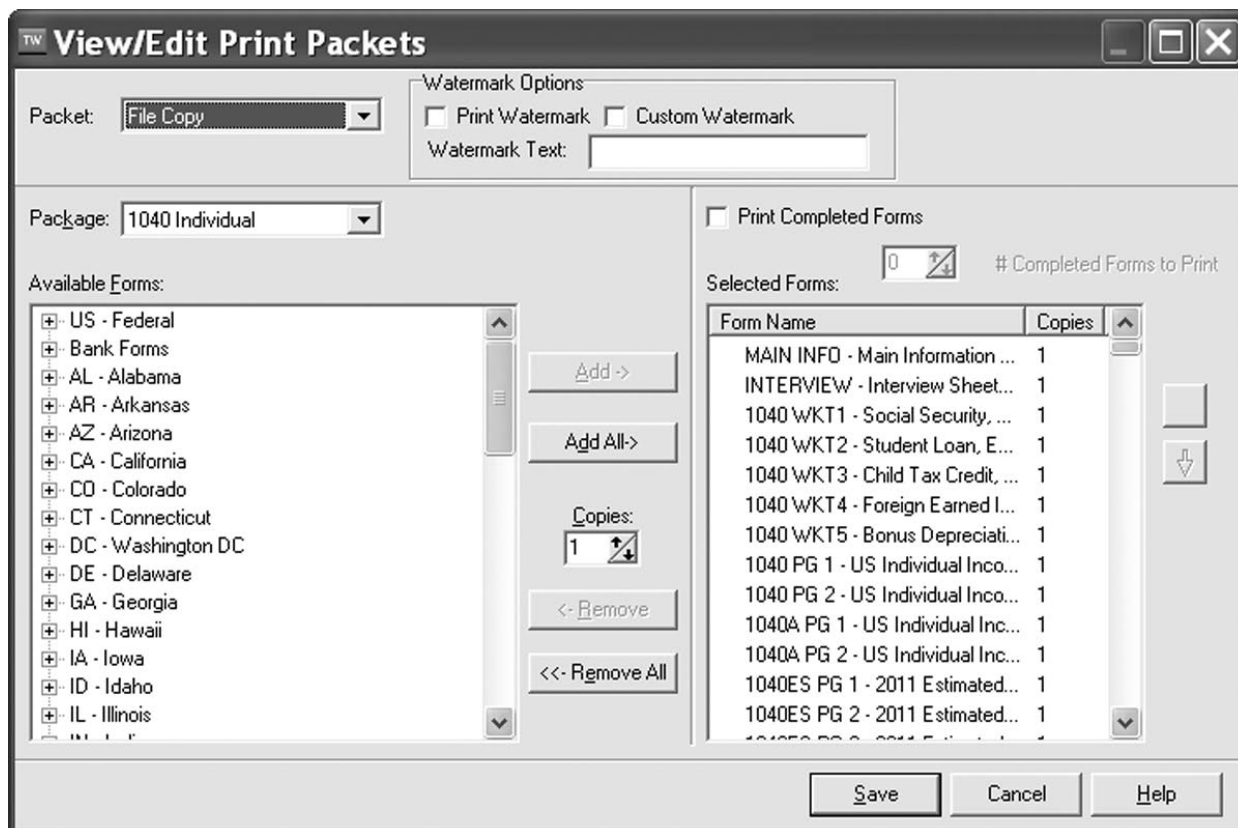 TW View/Edit Print Packets
Watermark Options
Packet: File Copy
Print Watermark Custom Watermark
Watermark Text:
Package: 1040 Individual
Available Forms:
US - Federal
Bank Forms
AL - Alabama
AR - Arkansas
AZ - Arizona
CA - California
CO - Colorado
CT - Connecticut
DC - Washington DC
DE - Delaware
GA - Georgia
HI - Hawaii
IA - Iowa
ID - Idaho
IL - Illinois
Add ->
Add All->
Copies:
1
<- Remove
<<- Remove All
Print Completed Forms
0 # Completed Forms to Print
Selected Forms:
Form Name Copies
MAIN INFO - Main Information ... 1
INTERVIEW - Interview Sheet... 1
1040 WKT1 - Social Security, ... 1
1040 WKT2 - Student Loan, E... 1
1040 WKT3 - Child Tax Credit, ... 1
1040 WKT4 - Foreign Earned I... 1
1040 WKT5 - Bonus Depreciati... 1
1040 PG 1 - US Individual Inco... 1
1040 PG 2 - US Individual Inco... 1
1040A PG 1 - US Individual Inc... 1
1040A PG 2 - US Individual Inc... 1
1040ES PG 1 - 2011 Estimated... 1
1040ES PG 2 - 2011 Estimated... 1
Save Cancel Help